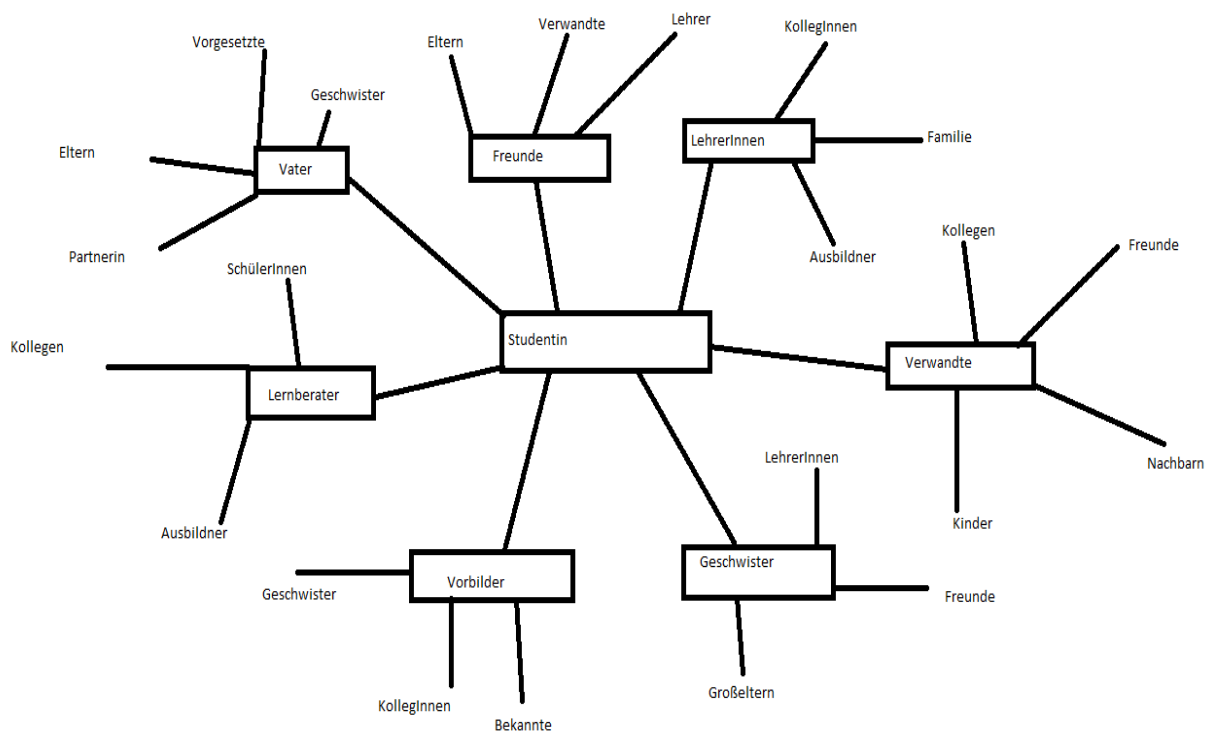 Lehrer
Verwandte
KollegInnen
Vorgesetzte
Eltern
Geschwister
Familie
LehrerInnen
Eltern
Freunde
Vater
Kollegen
Freunde
Partnerin
Ausbildner
SchülerInnen
Studentin
Kollegen
Verwandte
Lernberater
LehrerInnen
Nachbarn
Kinder
Ausbildner
Geschwister
Vorbilder
Geschwister
Freunde
Großeltern
KollegInnen
Bekannte